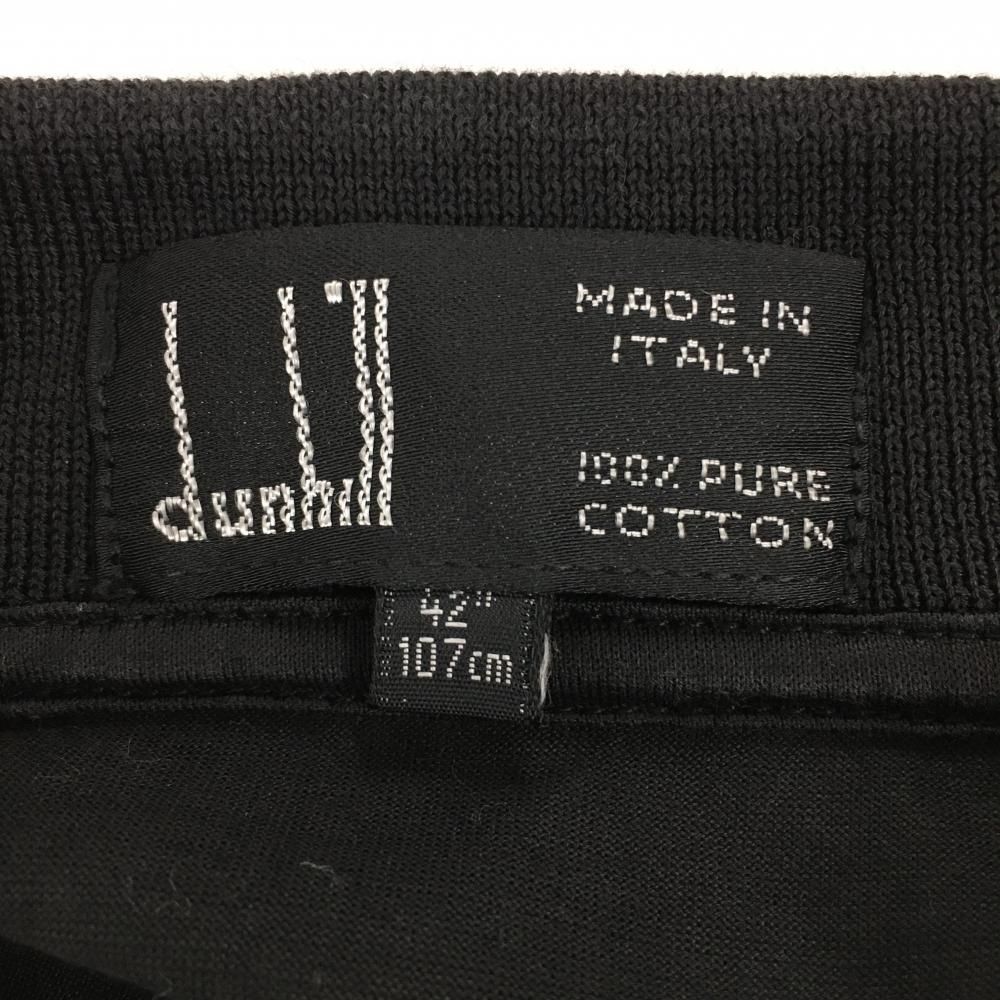 dunhill
MADE IN
ITALY
100% PURE
COTTON
42"
107cm